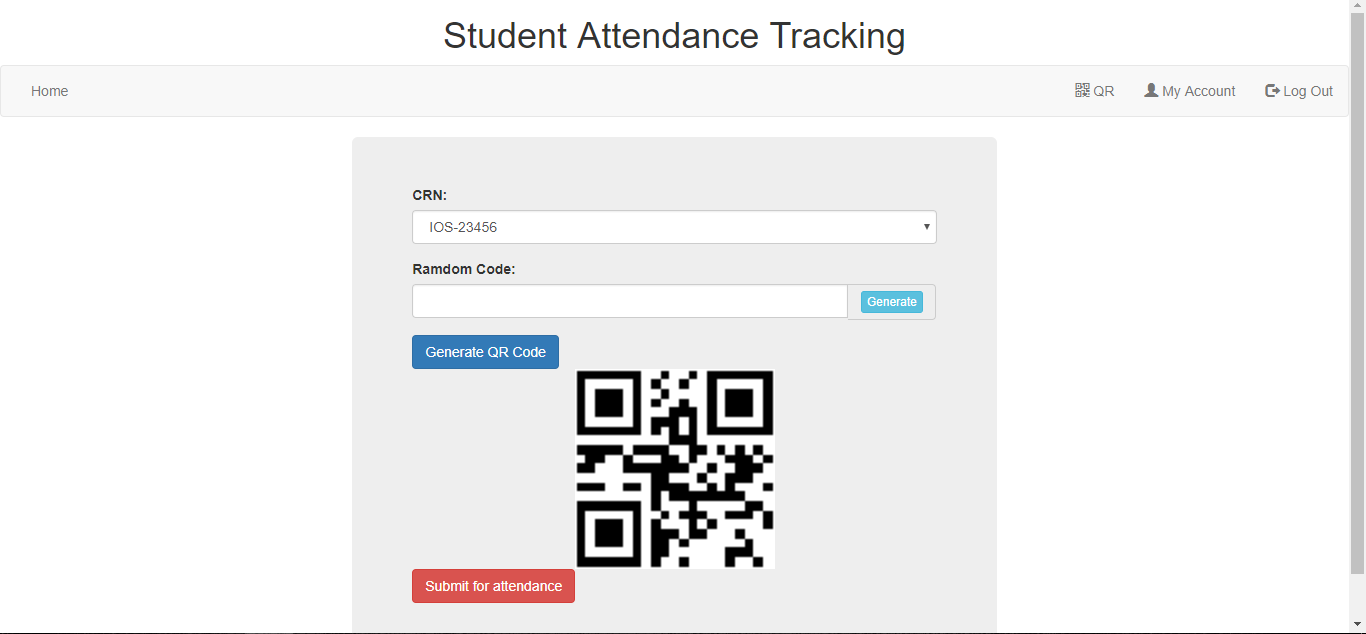 Student Attendance Tracking
Home QR My Account Log Out
CRN:
IOS-23456
Ramdom Code:
Generate
Generate QR Code
Submit for attendance